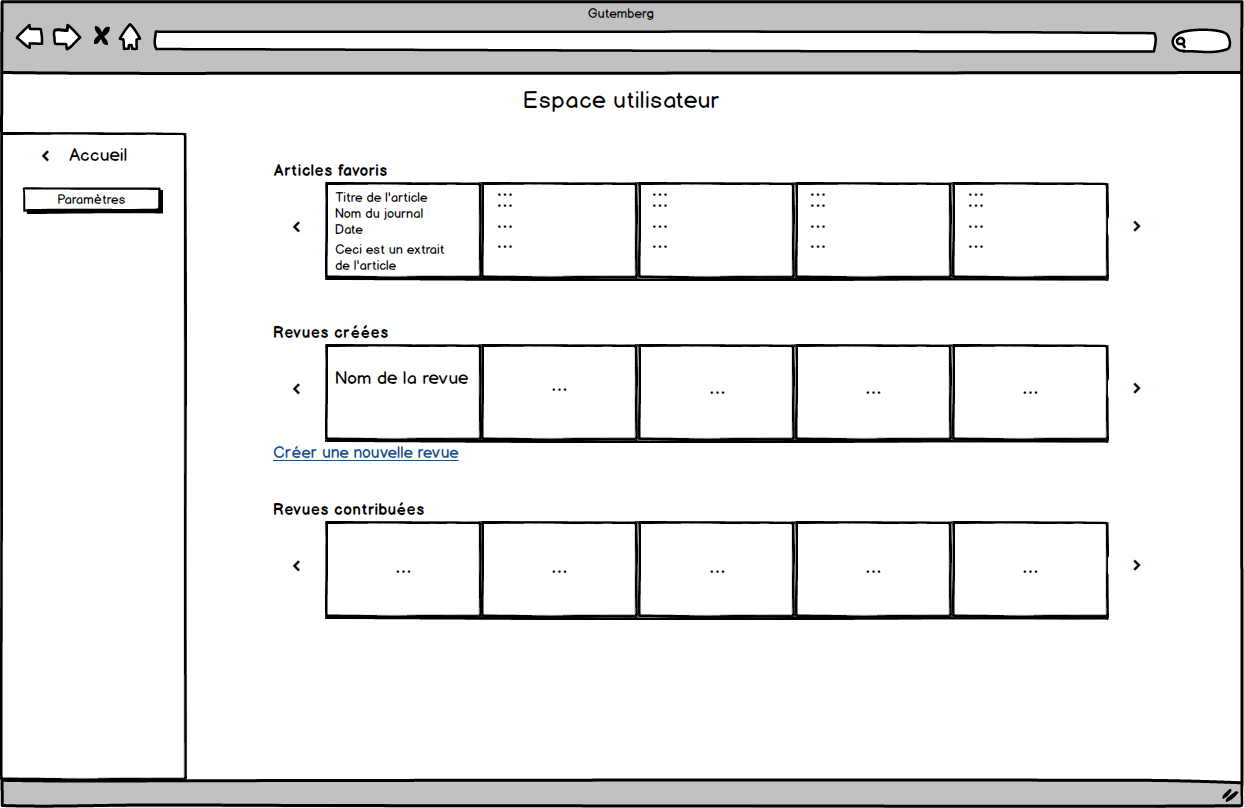 Gutemberg
Espace utilisateur
< Accueil
Paramètres
Articles favoris
Titre de l'article
Nom du journal
Date
Ceci est un extrait
de l'article
... ... ... ...
... ... ... ...
... ... ... ...
... ... ... ...
< >
Revues créées
< Nom de la revue ... ... ... ... >
Créer une nouvelle revue
Revues contribuées
< ... ... ... ... ... >